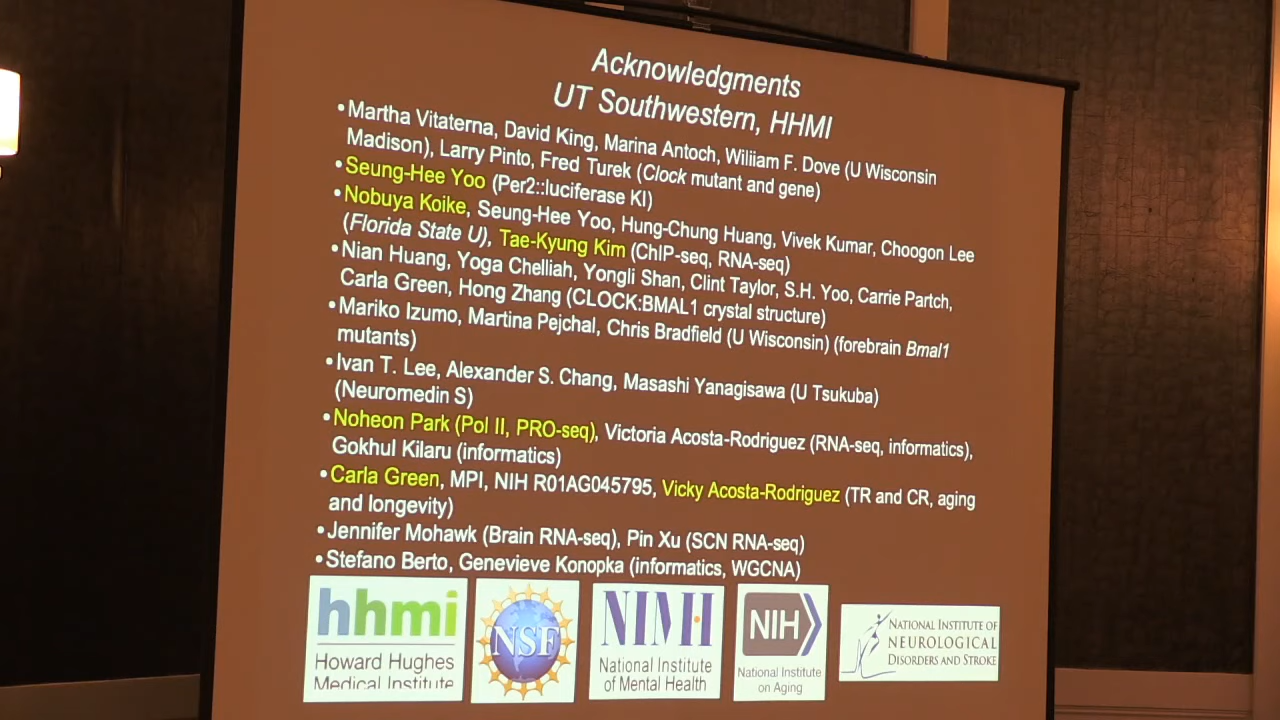 Acknowledgments
UT Southwestern, HHMI
•Martha Vitaterna, David King, Marina Antoch, Wiliiam F. Dove (U Wisconsin
Madison), Larry Pinto, Fred Turek (Clock mutant and gene)
•Seung-Hee Yoo (Per2::luciferase KI)
•Nobuya Koike, Seung-Hee Yoo, Hung-Chung Huang, Vivek Kumar, Choogon Lee
(Florida State U), Tae-Kyung Kim (ChIP-seq, RNA-seq)
•Nian Huang, Yoga Chelliah, Yongli Shan, Clint Taylor, S.H. Yoo, Carrie Partch,
Carla Green, Hong Zhang (CLOCK:BMAL1 crystal structure)
•Mariko Izumo, Martina Pejchal, Chris Bradfield (U Wisconsin) (forebrain Bmal1
mutants)
•Ivan T. Lee, Alexander S. Chang, Masashi Yanagisawa (U Tsukuba)
(Neuromedin S)
•Noheon Park (Pol II, PRO-seq), Victoria Acosta-Rodriguez (RNA-seq, informatics),
Gokhul Kilaru (informatics)
•Carla Green, MPI, NIH R01AG045795, Vicky Acosta-Rodriguez (TR and CR, aging
and longevity)
•Jennifer Mohawk (Brain RNA-seq), Pin Xu (SCN RNA-seq)
•Stefano Berto, Genevieve Konopka (informatics, WGCNA)
hhmi
Howard Hughes
Medical Institute
NSF
NIMH
National Institute
of Mental Health
NIH
National Institute
on Aging
NATIONAL INSTITUTE OF
NEUROLOGICAL
DISORDERS AND STROKE